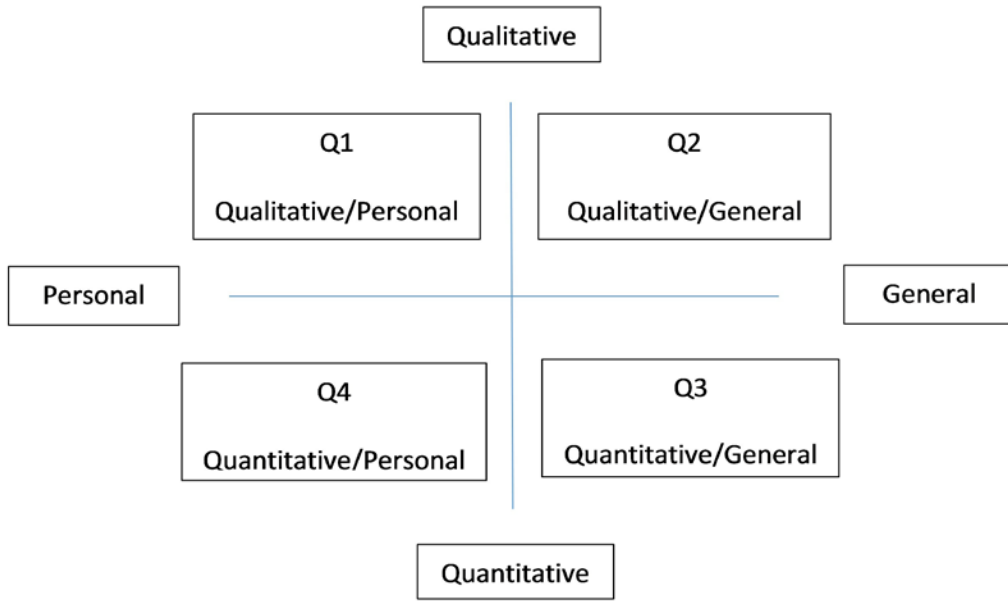 Qualitative
Q1
Qualitative/Personal
Q2
Qualitative/General
Personal
General
Q4
Quantitative/Personal
Q3
Quantitative/General
Quantitative